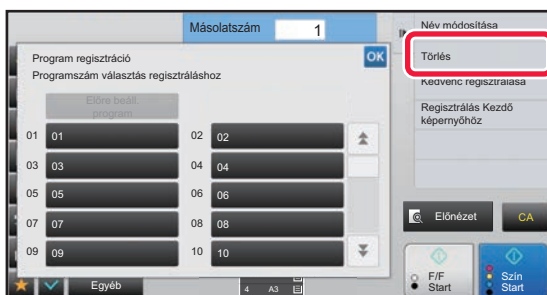 Másolatszám 1
Név módosítása
Törlés
Kedvenc regisztrálása
Regisztrálás Kezdő
képernyőhöz
Program regisztráció
OK
Programszám választás regisztráláshoz
Előre beáll.
program
01 01
02 02
03 03
04 04
05 05
06 06
07 07
08 08
09 09
10 10
Előnézet
CA
Egyéb
4 A3
F/F
Start
Szín
Start